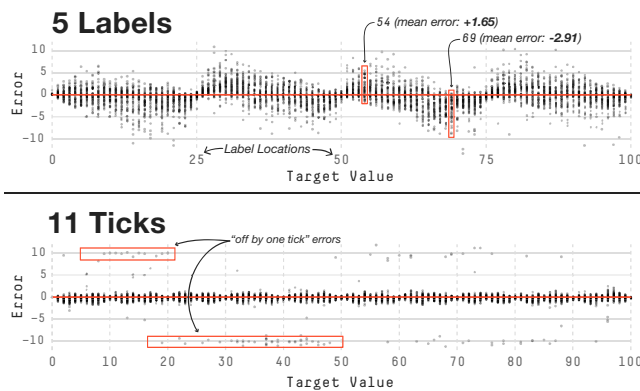 5 Labels
54 (mean error: +1.65)
69 (mean error: -2.91)
10
5
0
−5
−10
Error
0 25 50 75 100
Label Locations
Target Value
11 Ticks
"off by one tick" errors
10
5
0
−5
−10
Error
0 10 20 30 40 50 60 70 80 90 100
Target Value